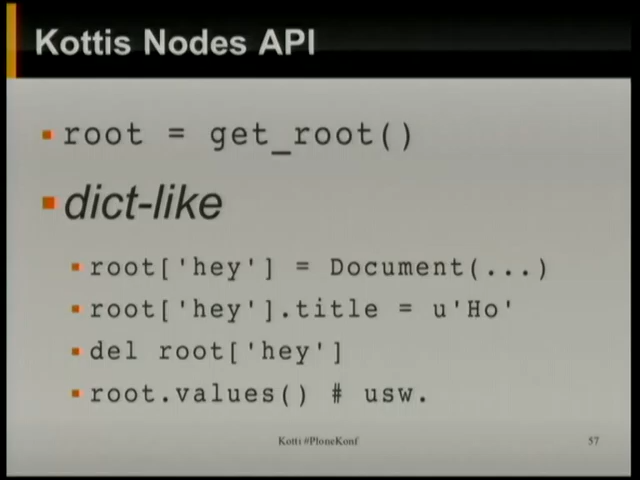 Kottis Nodes API
root = get_root()
dict-like
root['hey'] = Document(...)
root['hey'].title = u'Ho'
del root['hey']
root.values() # usw.
Kotti #PloneKonf
57